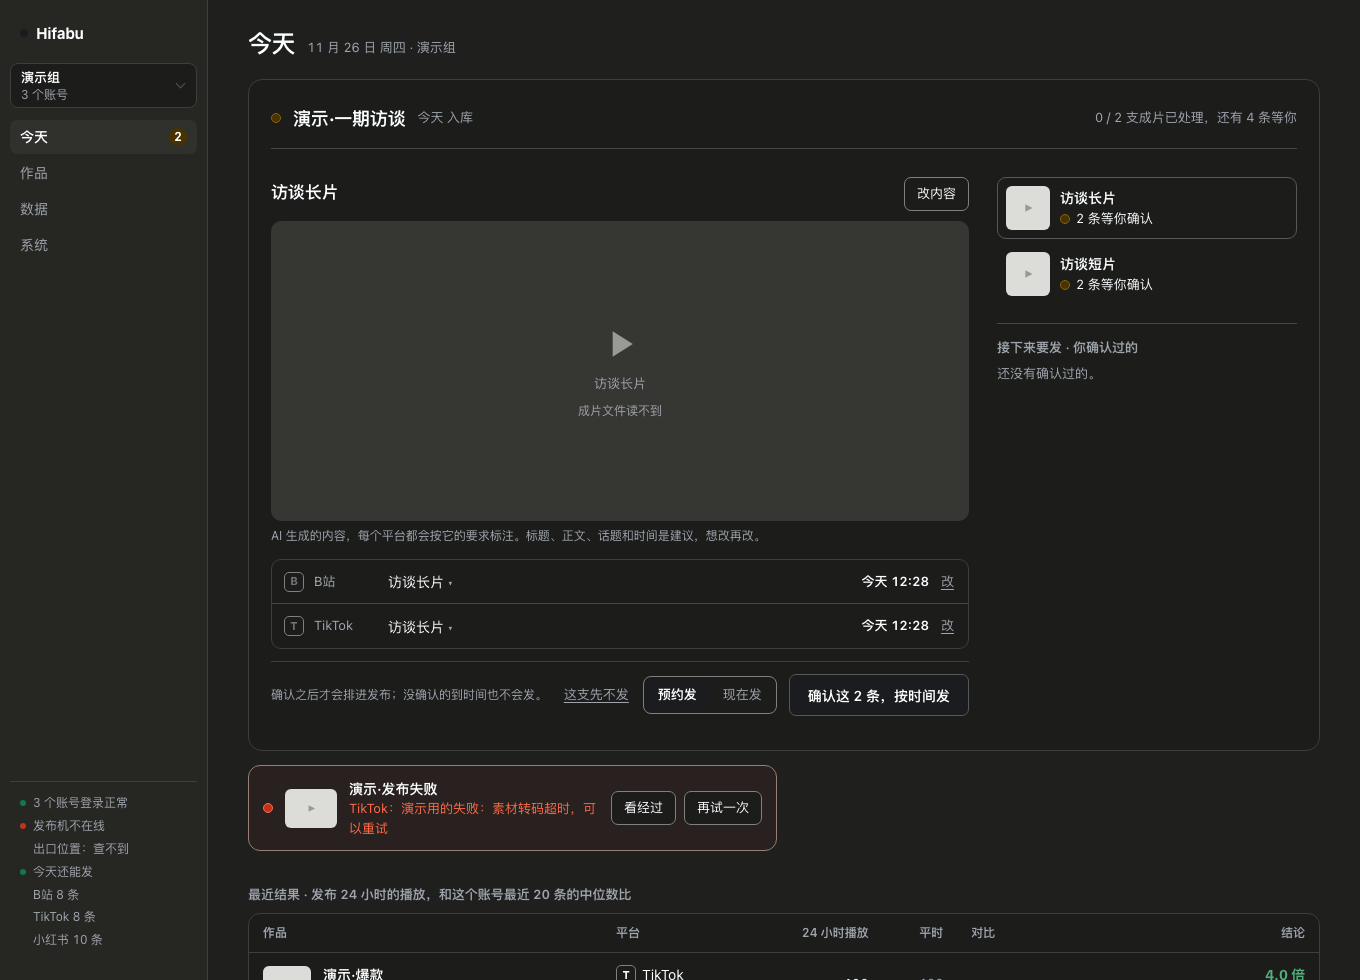 Hifabu
演示组
3 个账号
今天 2
作品
数据
系统
3 个账号登录正常
发布机不在线
出口位置：查不到
今天还能发
B站 8 条
TikTok 8 条
小红书 10 条
今天 11 月 26 日 周四 · 演示组
演示·一期访谈 今天 入库
0 / 2 支成片已处理，还有 4 条等你
访谈长片
改内容
访谈长片
成片文件读不到
AI 生成的内容，每个平台都会按它的要求标注。标题、正文、话题和时间是建议，想改再改。
B B站 访谈长片 今天 12:28 改
T TikTok 访谈长片 今天 12:28 改
确认之后才会排进发布；没确认的到时间也不会发。 这支先不发 预约发 现在发 确认这 2 条，按时间发
访谈长片
2 条等你确认
访谈短片
2 条等你确认
接下来要发 · 你确认过的
还没有确认过的。
演示·发布失败
TikTok：演示用的失败：素材转码超时，可
以重试
看经过 再试一次
最近结果 · 发布 24 小时的播放，和这个账号最近 20 条的中位数比
作品 平台 24 小时播放 平时 对比 结论
演示·爆款 T TikTok 4.0 倍